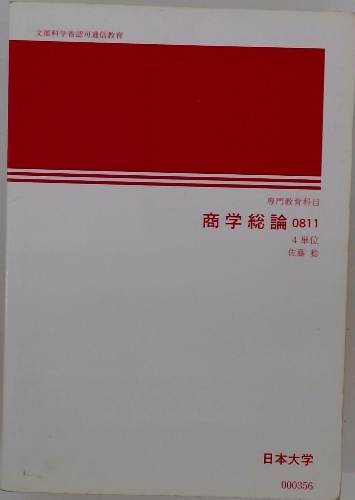 文部科学省認可通信教育
専門教育科目
商学総論 0811
4単位
佐藤 稔
日本大学
000356